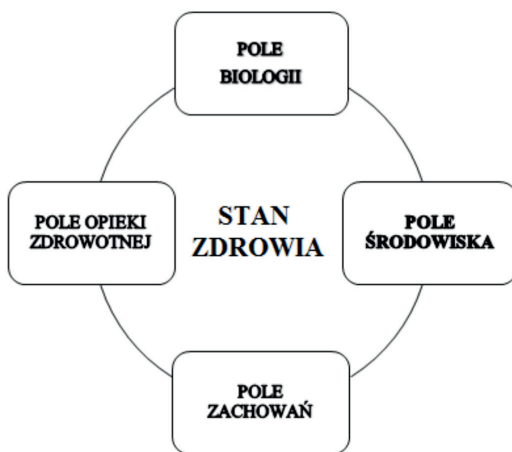 POLE
BIOLOGII
POLE OPIEKI
ZDROWOTNEJ
STAN
ZDROWIA
POLE
ŚRODOWISKA
POLE
ZACHOWAŃ